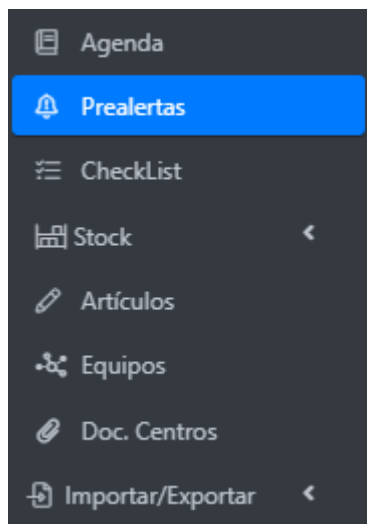 Agenda
Prealertas
CheckList
Stock
Artículos
Equipos
Doc. Centros
Importar/Exportar